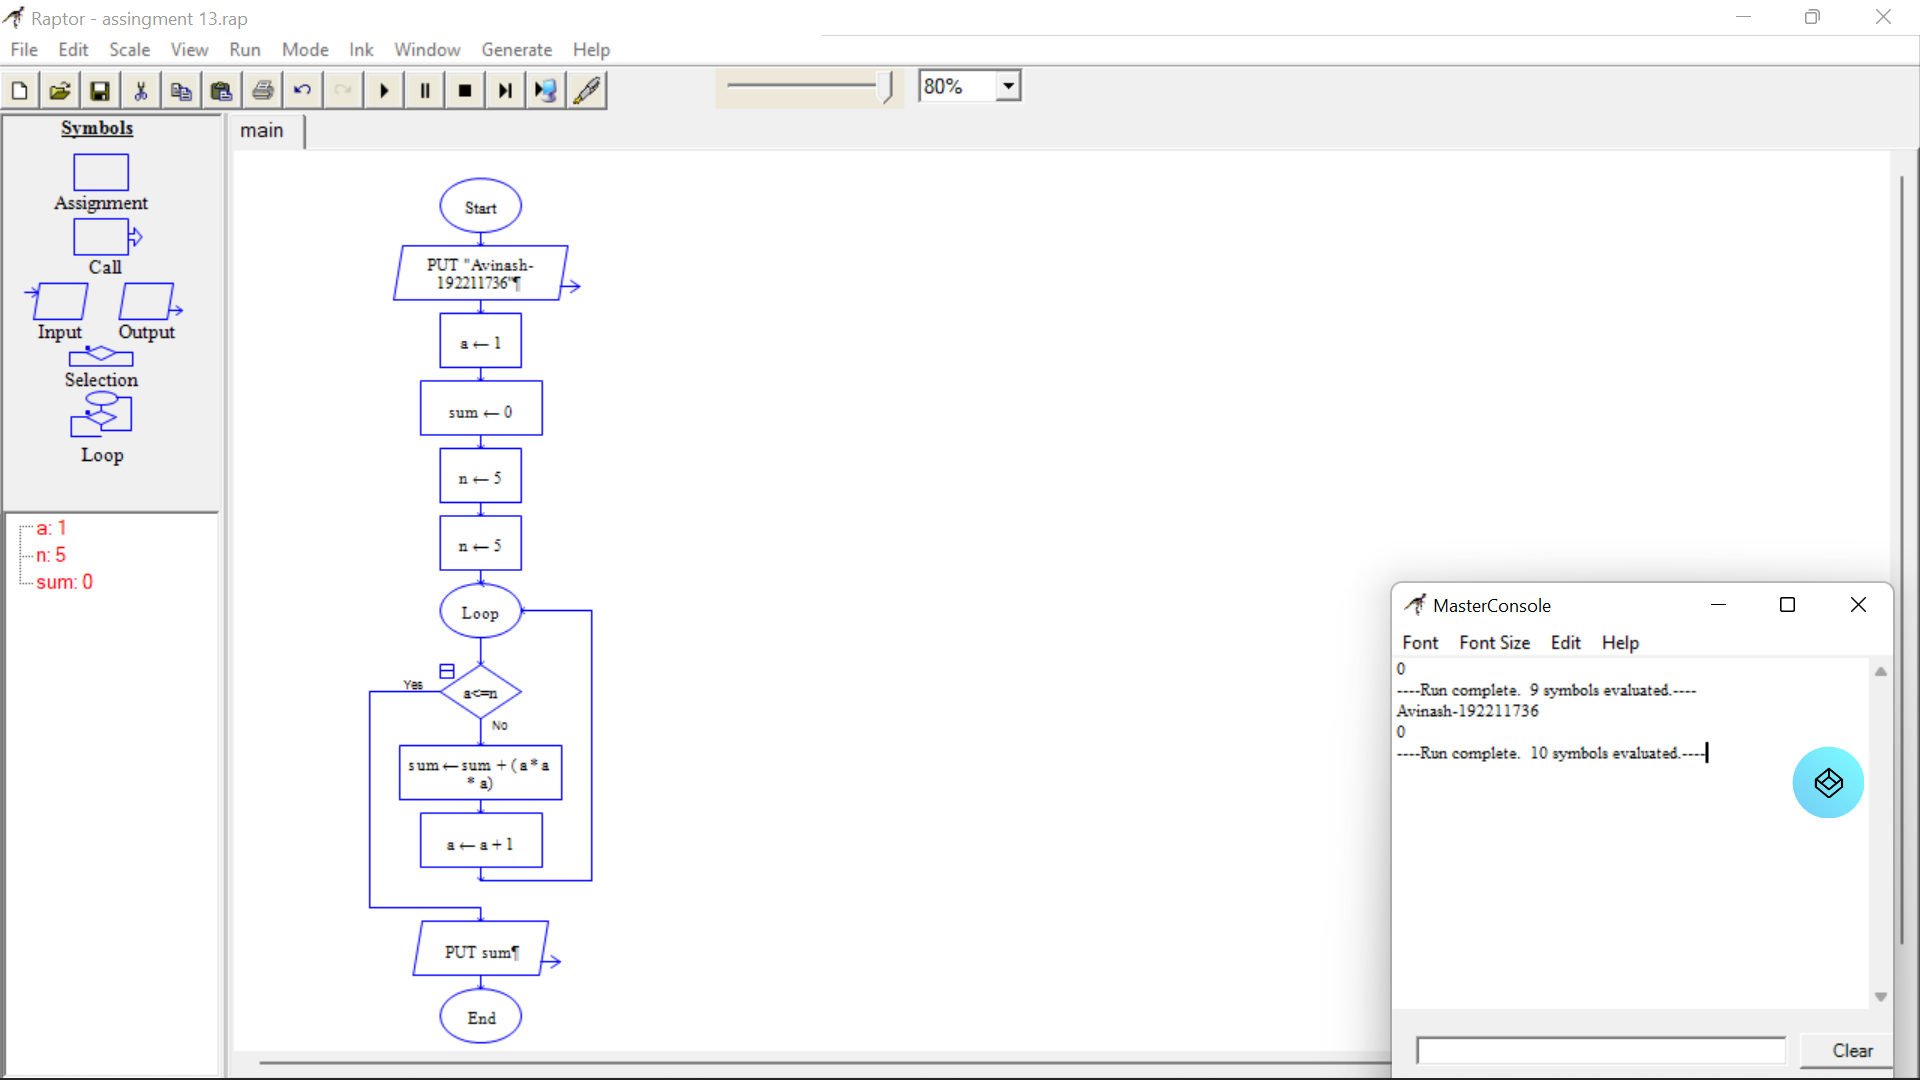 Raptor - assingment 13.rap
File Edit Scale View Run Mode Ink Window Generate Help
80%
Symbols
Assignment
Call
Input Output
Selection
Loop
a: 1
n: 5
sum: 0
main
Start
PUT "Avinash-
192211736"¶
a ← 1
sum ← 0
n ← 5
n ← 5
Loop
Yes
a<=n
No
sum ← sum + (a * a
* a)
a ← a + 1
PUT sum¶
End
MasterConsole
Font Font Size Edit Help
0
----Run complete.  9 symbols evaluated.----
Avinash-192211736
0
----Run complete.  10 symbols evaluated.----
Clear